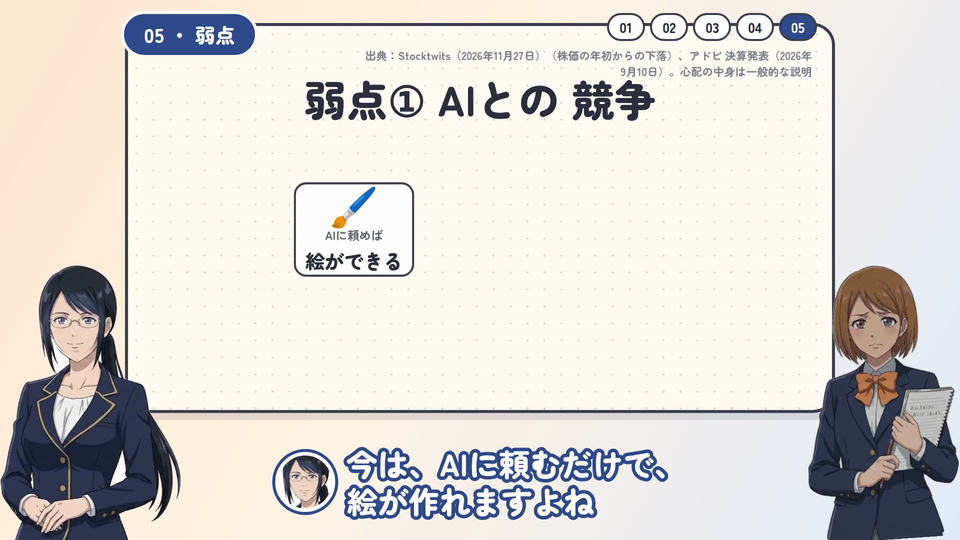 05 ・ 弱点
01 02 03 04 05
出典：Stocktwits（2026年11月27日）（株価の年初からの下落）、アドビ 決算発表（2026年
9月10日）。心配の中身は一般的な説明
弱点① AIとの 競争
AIに頼めば
絵ができる
今は、AIに頼むだけで、
絵が作れますよね